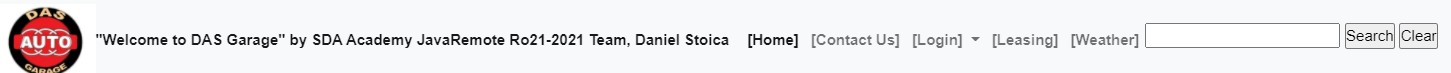 DAS
AUTO
GARAGE
"Welcome to DAS Garage" by SDA Academy JavaRemote Ro21-2021 Team, Daniel Stoica [Home] [Contact Us] [Login] [Leasing] [Weather] Search Clear